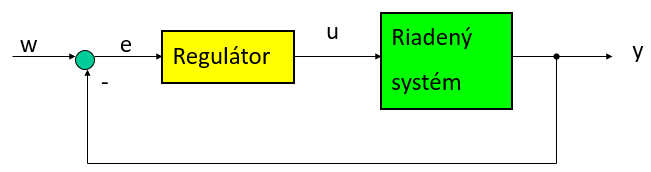 w
e
Regulátor
u
Riadený
systém
y
-